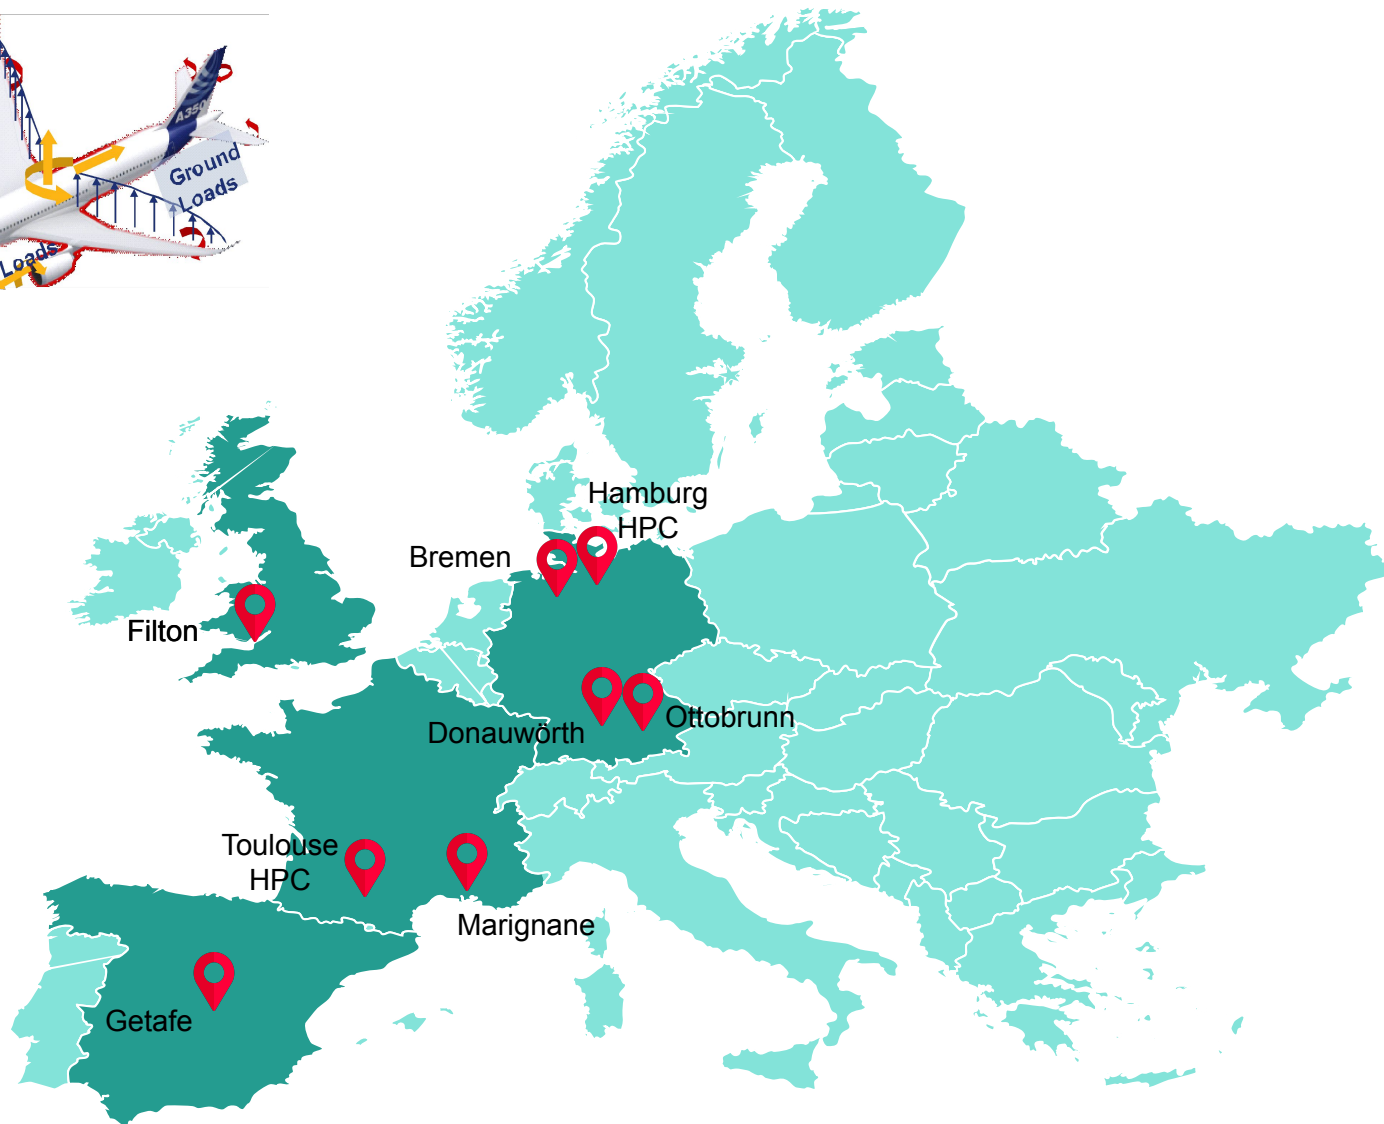 A350
Ground
Loads
Loads
Hamburg
HPC
Bremen
Filton
Donauwörth
Ottobrunn
Toulouse
HPC
Marignane
Getafe